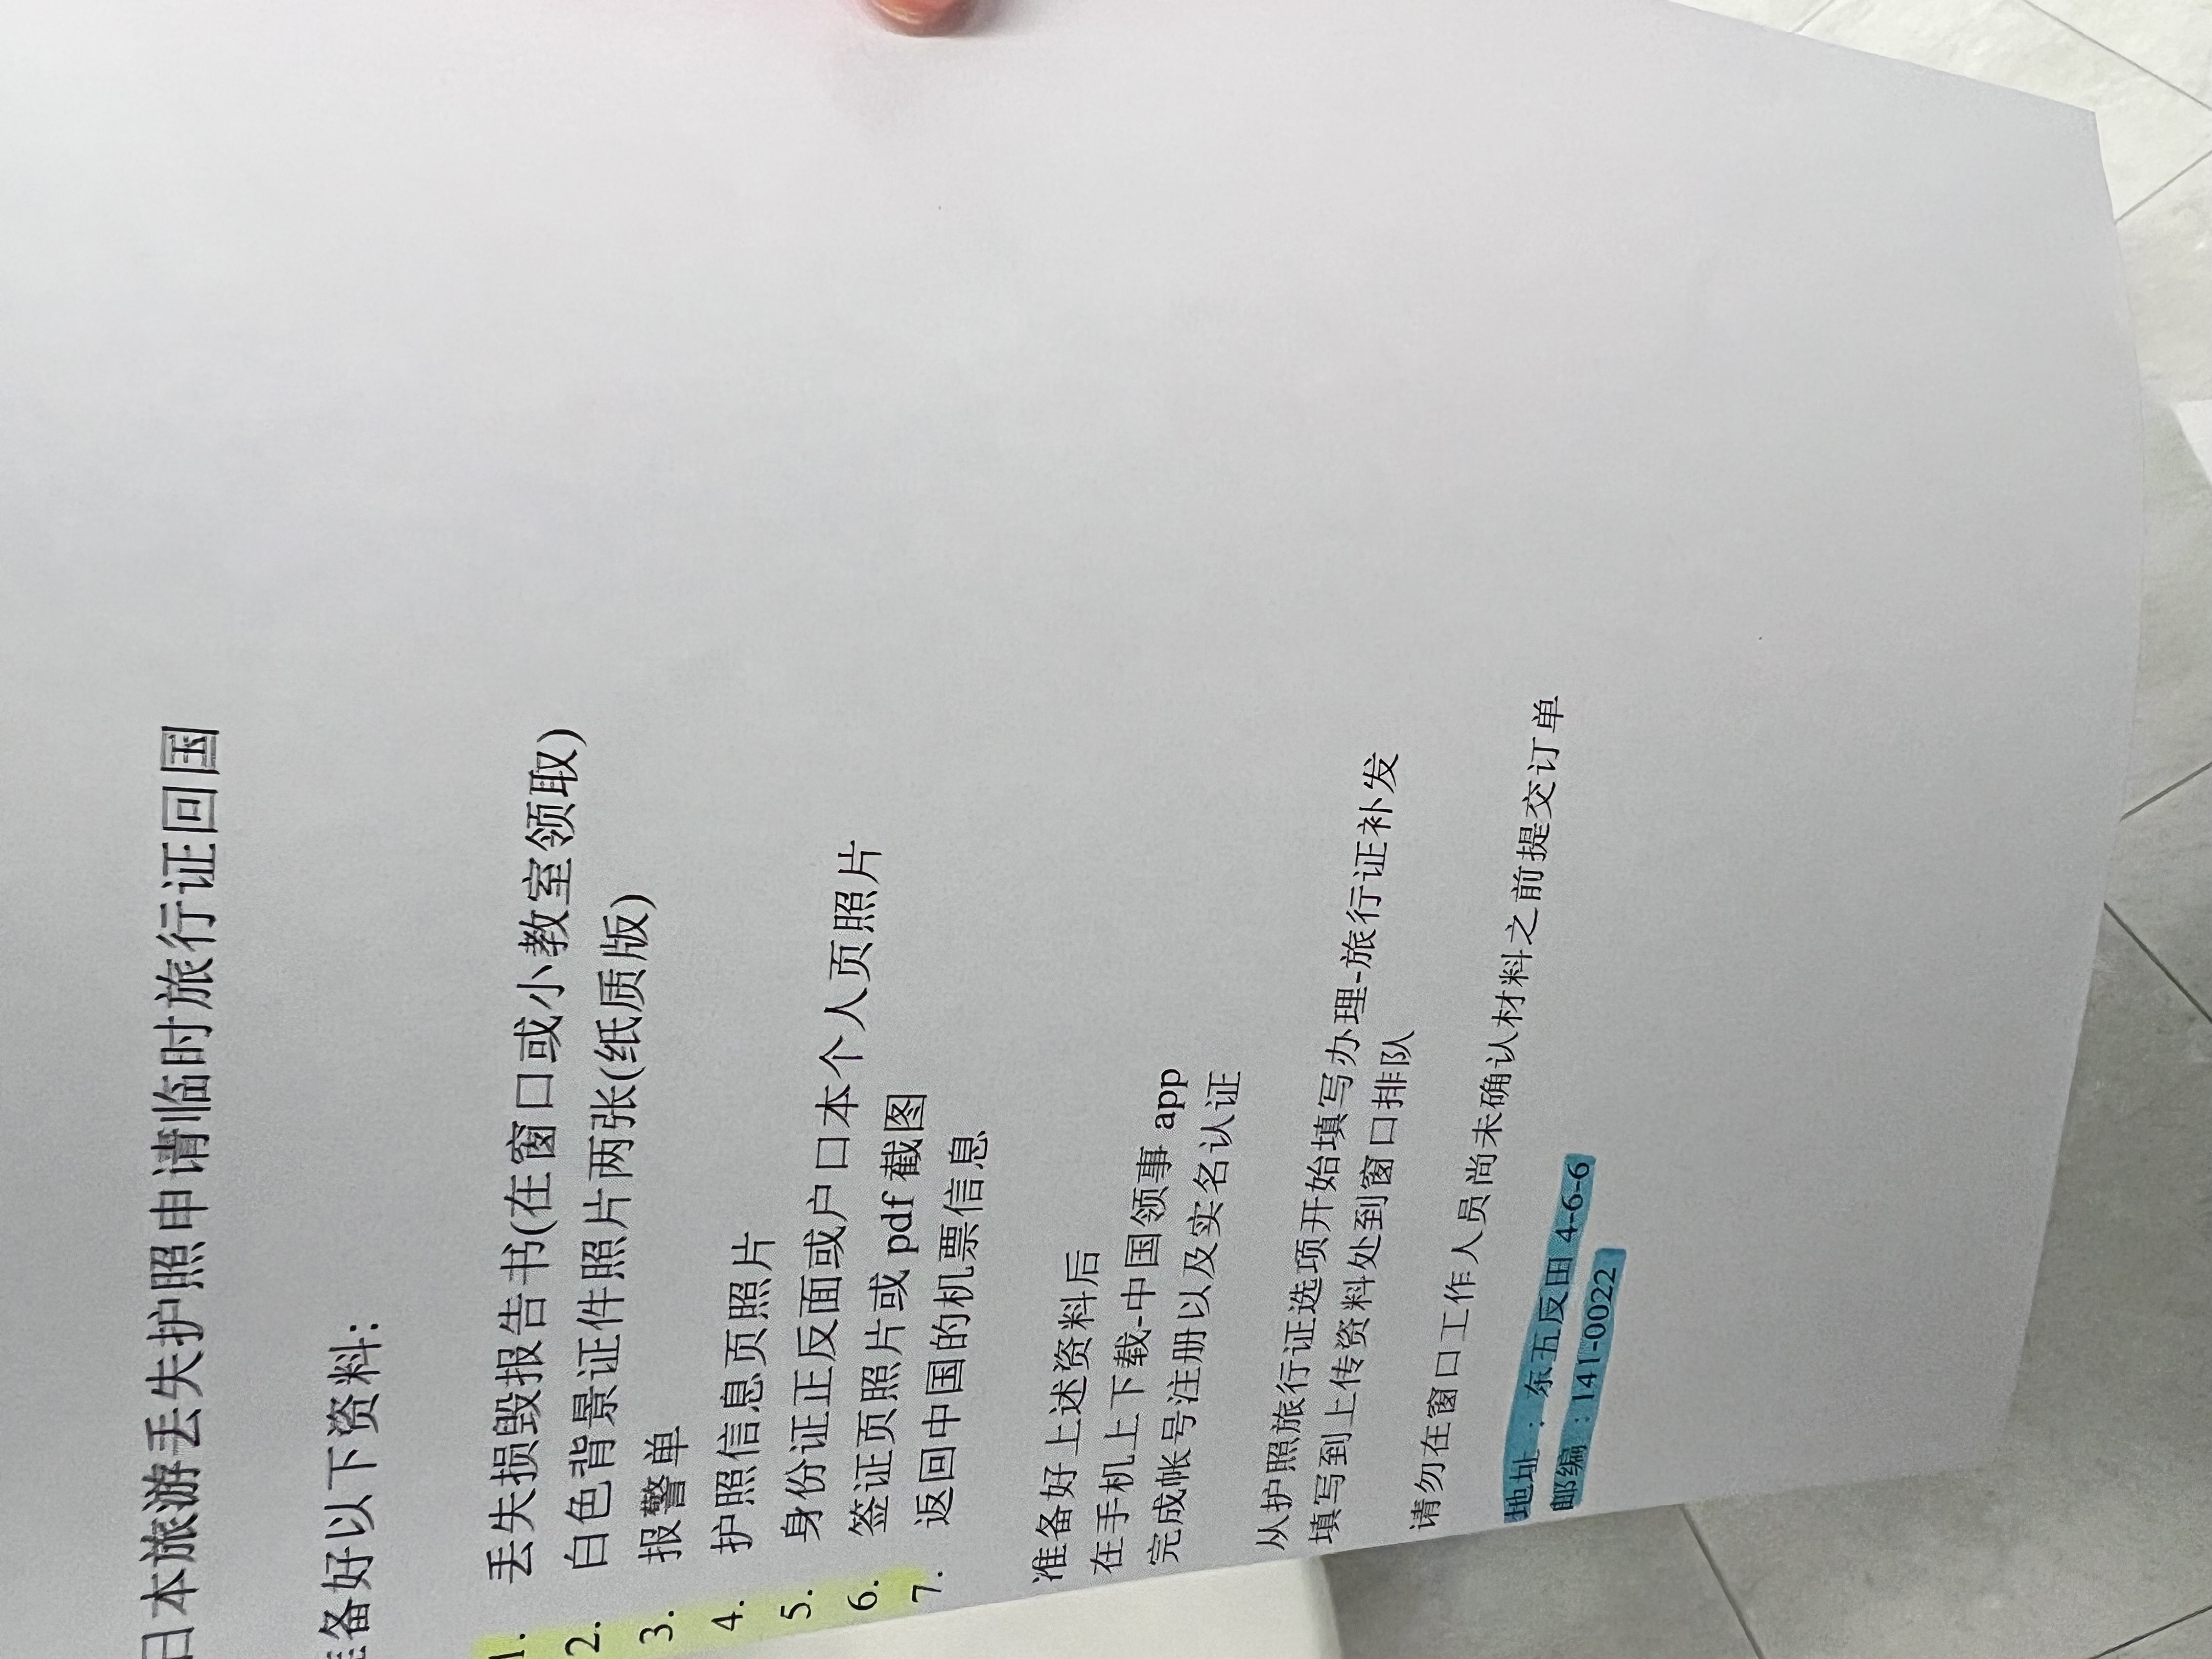 日本旅游丢失护照申请临时旅行证回国
准备好以下资料:
1. 丢失损毁报告书(在窗口或小教室领取)
2. 白色背景证件照片两张(纸质版)
3. 报警单
4. 护照信息页照片
5. 身份证正反面或户口本个人页照片
6. 签证页照片或 pdf 截图
7. 返回中国的机票信息
准备好上述资料后
在手机上下载-中国领事 app
完成帐号注册以及实名认证
从护照旅行证选项开始填写办理-旅行证补发
填写到上传资料处到窗口排队
请勿在窗口工作人员尚未确认材料之前提交订单
地址 : 东五反田 4-6-6
邮编 : 141-0022